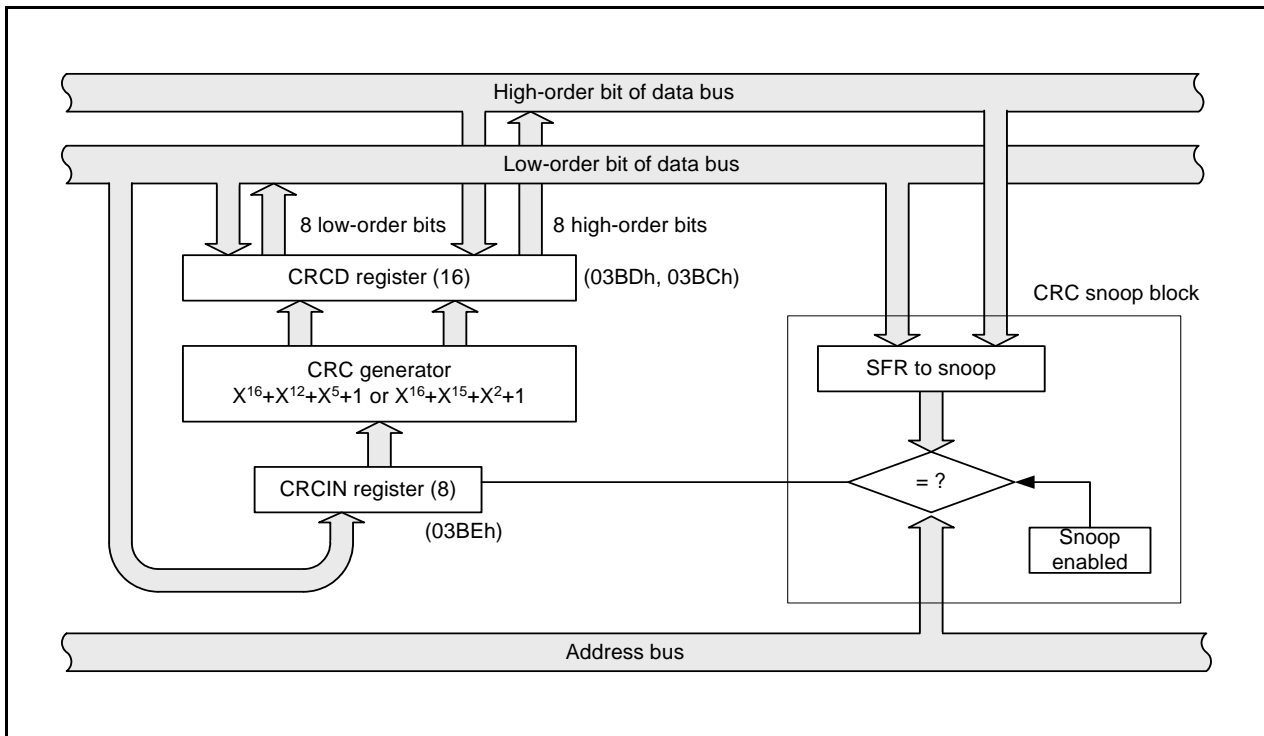 High-order bit of data bus
Low-order bit of data bus
8 low-order bits
8 high-order bits
CRCD register (16)
(03BDh, 03BCh)
CRC snoop block
CRC generator
X¹⁶+X¹²+X⁵+1 or X¹⁶+X¹⁵+X²+1
SFR to snoop
CRCIN register (8)
(03BEh)
= ?
Snoop
enabled
Address bus